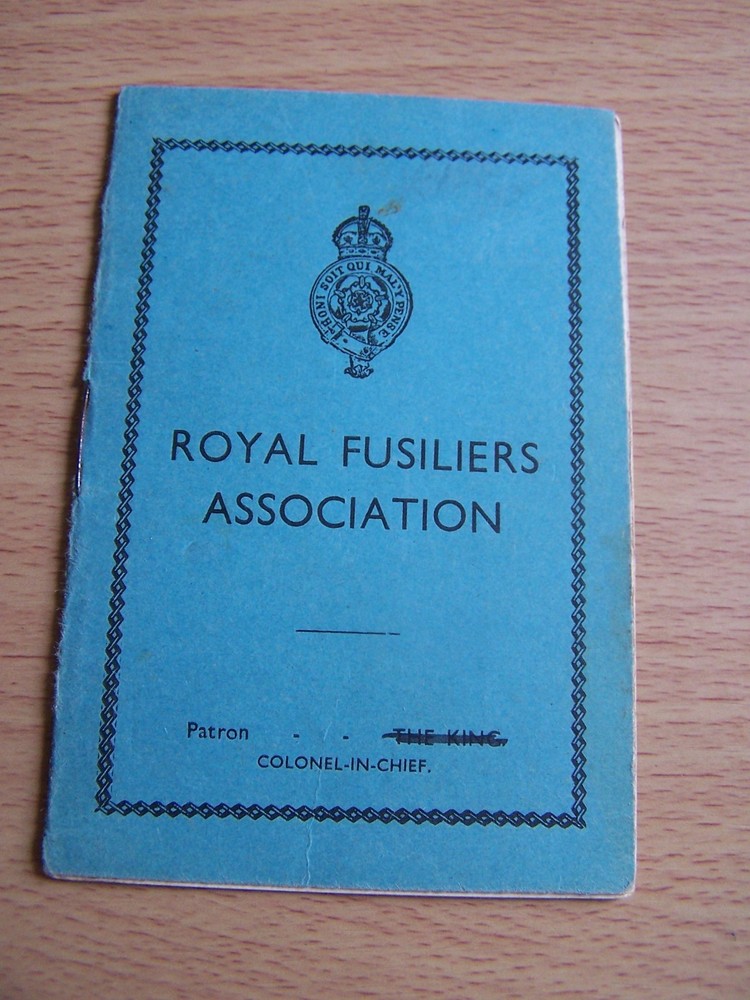 HONI SOIT QUI MAL Y PENSE
ROYAL FUSILIERS
ASSOCIATION
Patron - - THE KING,
COLONEL-IN-CHIEF.